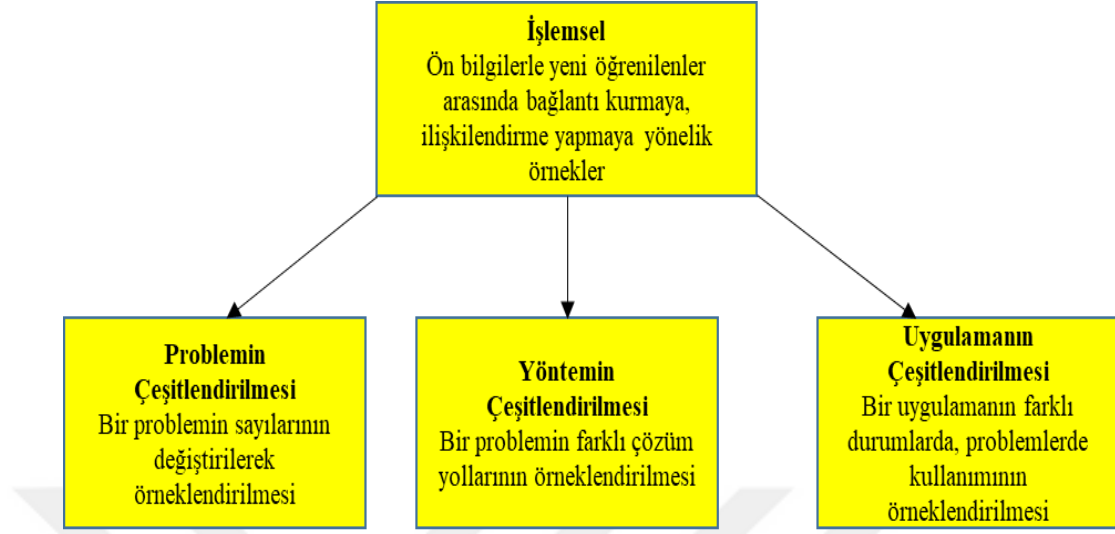 İşlemsel
Ön bilgilerle yeni öğrenilenler
arasında bağlantı kurmaya,
ilişkilendirme yapmaya yönelik
örnekler
Problemin
Çeşitlendirilmesi
Bir problemin sayılarının
değiştirilerek
örneklendirilmesi
Yöntemin
Çeşitlendirilmesi
Bir problemin farklı çözüm
yollarının örneklendirilmesi
Uygulamanın
Çeşitlendirilmesi
Bir uygulamanın farklı
durumlarda, problemlerde
kullanımının
örneklendirilmesi